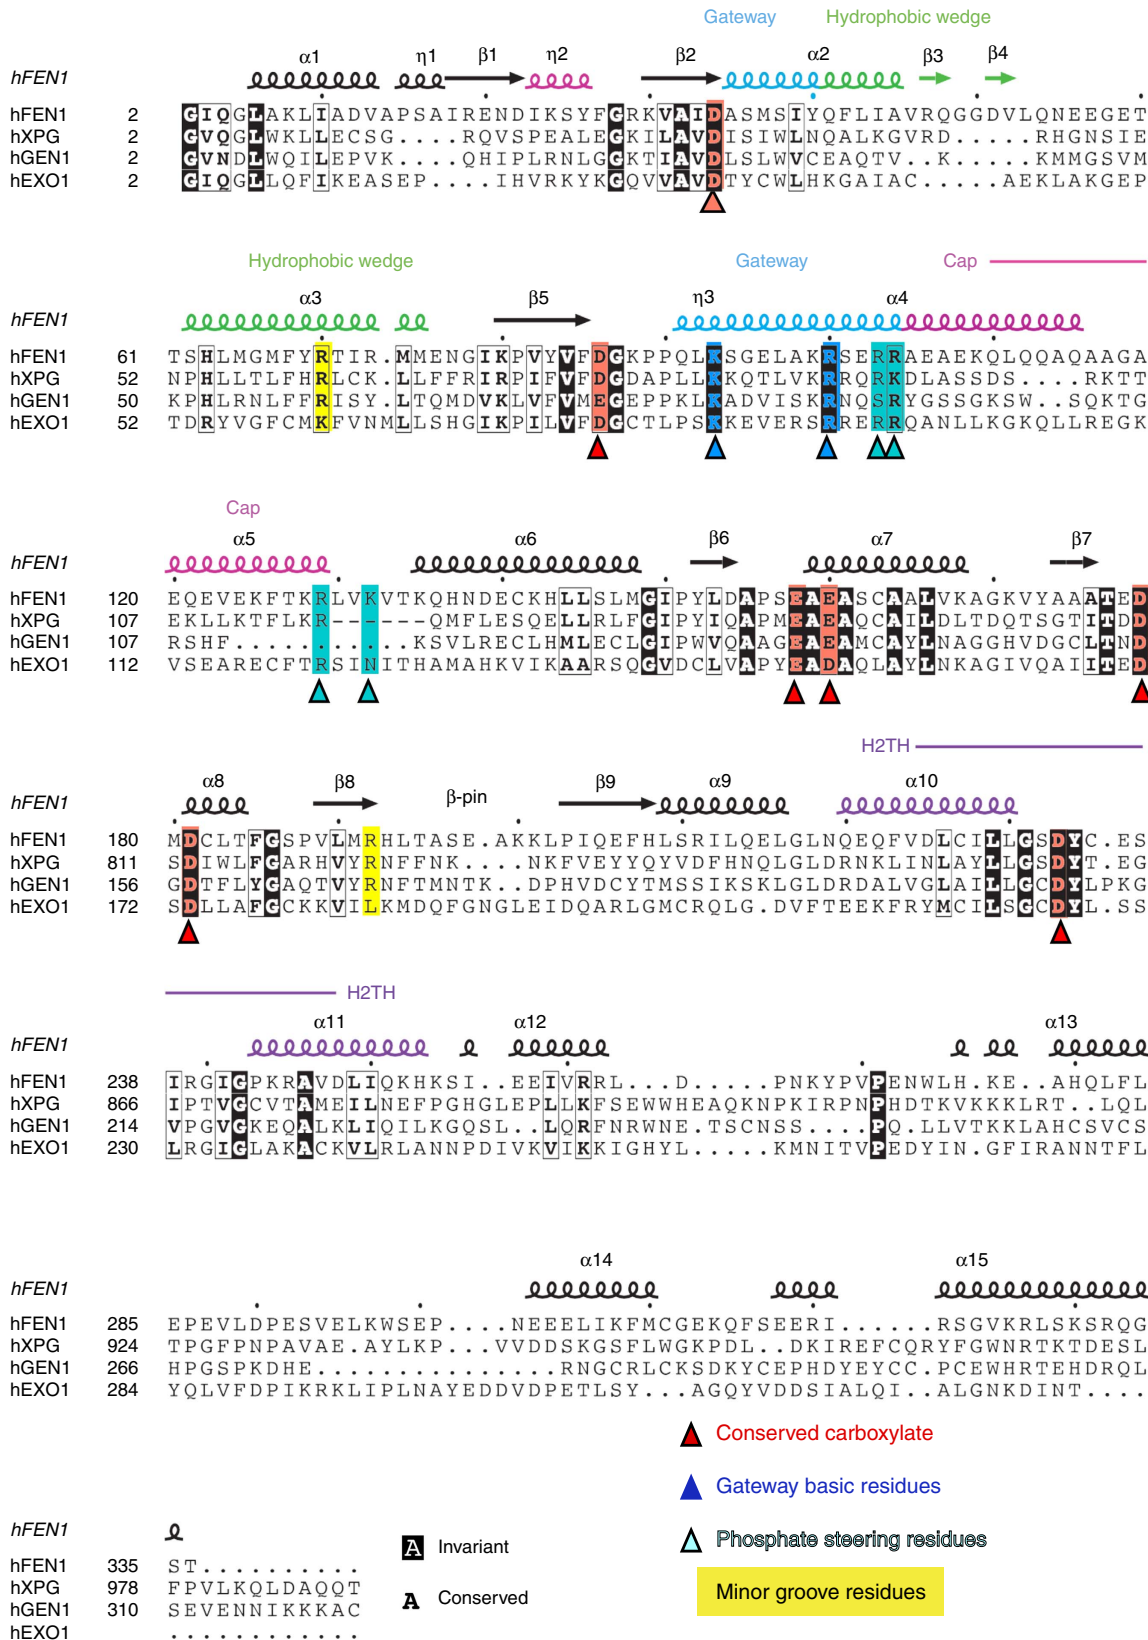 Gateway Hydrophobic wedge
α1 η1 β1 η2 β2 α2 β3 β4
hFEN1
hFEN1 2 GIQGLAKLIADVAPSAIRENDIKSYFGRKVAIDASMSIYQFLIAVRQGGDVLQNEEGET
hXPG 2 GVQGLWKLLECSG....RQVSPEALEGKILAVDISIWLNQALKGVRD.....RHGNSIE
hGEN1 2 GVNDLWQILEPVK....QHIPLRNLGGKTIAVDLSLWVCEAQTV..K.....KMMGSVM
hEXO1 2 GIQGLLQFIKEASEP....IHVRKYKGQVVAVDTYCWLHKGAIAC.....AEKLAKGEP
Hydrophobic wedge Gateway Cap
α3 β5 η3 α4
hFEN1
hFEN1 61 TSHLMGMFYRTIR.MMENGIKPVYVFDGKPPQLKSGELAKRSERRAEAEKQLQQAQAAGA
hXPG 52 NPHLLTLFHRLCK.LLFFRIRPIFVFDGDAPLLKKQTLVKRRQRKDLASSDS....RKTT
hGEN1 50 KPHLRNLFFRISY.LTQMDVKLVFVMEGEPPKLKADVISKRNQSRYGSSGKSW..SQKTG
hEXO1 52 TDRYVGFCMKFVNMLLSHGIKPILVFDGCTLPSKKEVERSRRERRQANLLKGKQLLREGK
Cap
α5 α6 β6 α7 β7
hFEN1
hFEN1 120 EQEVEKFTKRLVKVTKQHNDECKHLLSLMGIPYLDAPSEAEASCAALVKAGKVYAAATED
hXPG 107 EKLLKTFLKR-----QMFLESQELLRLFGIPYIQAPMEAEAQCAILDLTDQTSGTITDD
hGEN1 107 RSHF...........KSVLRECLHMLECLGIPWVQAAGEAEAMCAYLNAGGHVDGCLTND
hEXO1 112 VSEARECFTRSINITHAMAHKVIKAARSQGVDCLVAPYEADAQLAYLNKAGIVQAIITED
H2TH
α8 β8 β-pin β9 α9 α10
hFEN1
hFEN1 180 MDCLTFGSPVLMRHLTASE.AKKLPIQEFHLSRILQELGLNQEQFVDLCILLGSDYC.ES
hXPG 811 SDIWLFGARHVYRNFFNK....NKFVEYYQYVDFHNQLGLDRNKLINLAYLLGSDYT.EG
hGEN1 156 GDTFLYGAQTVYRNFTMNTK..DPHVDCYTMSSIKSKLGLDRDALVGLAILLGCDYLPKG
hEXO1 172 SDLLAFGCKKVILKMDQFGNGLEIDQARLGMCRQLG.DVFTEEKFRYMCILSGCDYL.SS
H2TH
α11 α12 α13
hFEN1
hFEN1 238 IRGIGPKRAVDLIQKHKSI..EEIVRRL...D.....PNKYPVPENWLH.KE..AHQLFL
hXPG 866 IPTVGCVTAMEILNEFPGHGLEPLLKFSEWWHEAQKNPKIRPNPHDTKVKKKLRT..LQL
hGEN1 214 VPGVGKEQALKLIQILKGQSL..LQRFNRWNE.TSCNSS....PQ.LLVTKKLAHCSVCS
hEXO1 230 LRGIGLAKACKVLRLANNPDIVKVIKKIGHYL.....KMNITVPEDYIN.GFIRANNTFL
α14 α15
hFEN1
hFEN1 285 EPEVLDPESVELKWSEP....NEEELIKFMCGEKQFSEERI......RSGVKRLSKSRQG
hXPG 924 TPGFPNPAVAE.AYLKP...VVDDSKGSFLWGKPDL..DKIREFCQRYFGWNRTKTDESL
hGEN1 266 HPGSPKDHE...............RNGCRLCKSDKYCEPHDYEYCC.PCEWHRTEHDRQL
hEXO1 284 YQLVFDPIKRKLIPLNAYEDDVDPETLSY...AGQYVDDSIALQI..ALGNKDINT....
Conserved carboxylate
Gateway basic residues
Phosphate steering residues
Minor groove residues
hFEN1
hFEN1 335 ST..........
hXPG 978 FPVLKQLDAQQT
hGEN1 310 SEVENNIKKKAC
hEXO1 ............
A Invariant
A Conserved